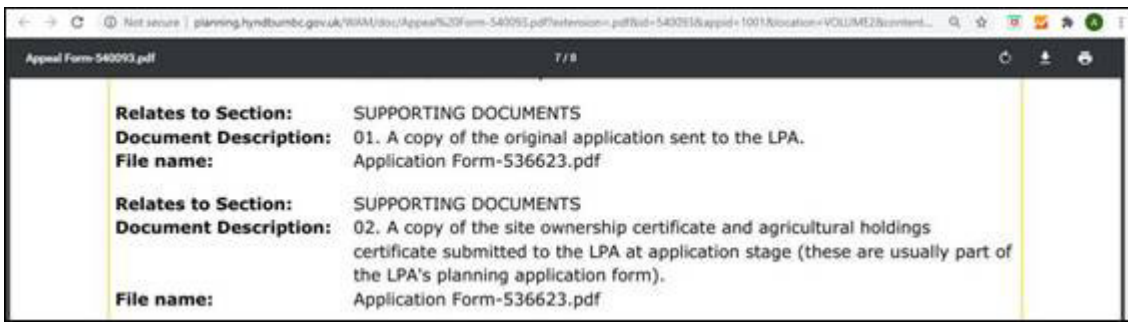 Not secure | planning.hyndburnbc.gov.uk/WAM/doc/Appeal%20Form-540093.pdf?extension=.pdf&id=540093&appid=1001&location=VOLUME2&content...
Appeal Form-540093.pdf 7 / 8
Relates to Section: SUPPORTING DOCUMENTS
Document Description: 01. A copy of the original application sent to the LPA.
File name: Application Form-536623.pdf
Relates to Section: SUPPORTING DOCUMENTS
Document Description: 02. A copy of the site ownership certificate and agricultural holdings
certificate submitted to the LPA at application stage (these are usually part of
the LPA's planning application form).
File name: Application Form-536623.pdf